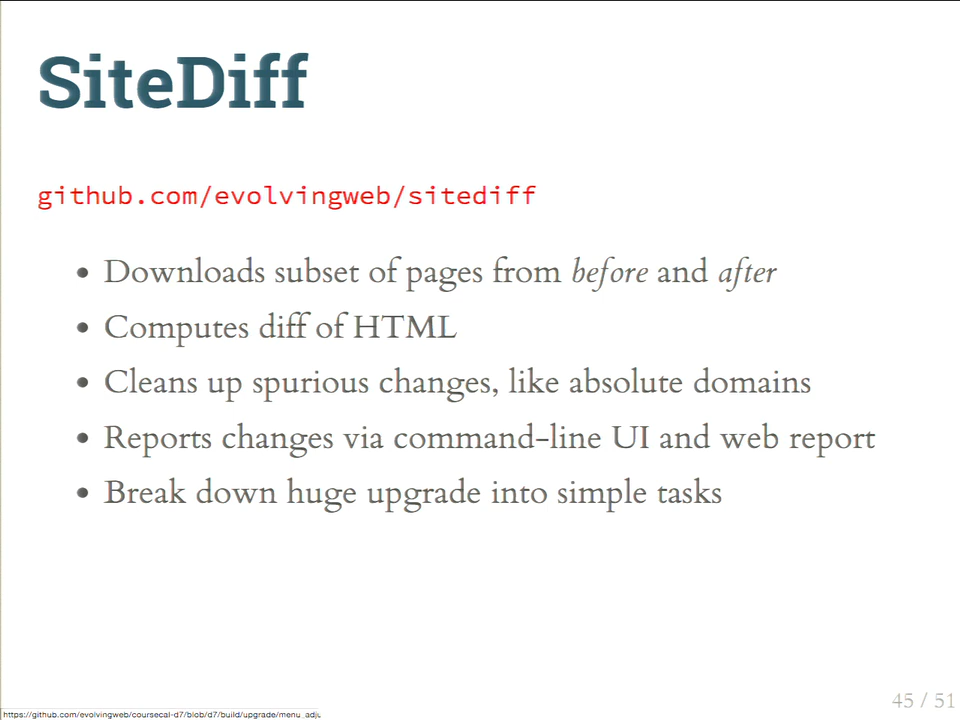 SiteDiff
github.com/evolvingweb/sitediff
• Downloads subset of pages from before and after
• Computes diff of HTML
• Cleans up spurious changes, like absolute domains
• Reports changes via command-line UI and web report
• Break down huge upgrade into simple tasks
45 / 51
https://github.com/evolvingweb/coursecal-d7/blob/d7/build/upgrade/menu_adju